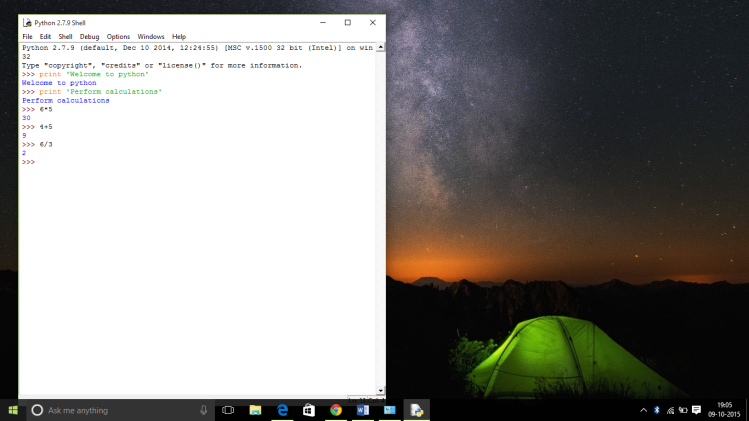 Python 2.7.9 Shell
File Edit Shell Debug Options Windows Help
Python 2.7.9 (default, Dec 10 2014, 12:24:55) [MSC v.1500 32 bit (Intel)] on win
32
Type "copyright", "credits" or "license()" for more information.
>>> print 'Welcome to python'
Welcome to python
>>> print 'Perform calculations'
Perform calculations
>>> 6*5
30
>>> 4+5
9
>>> 6/3
2
>>>
Ask me anything
19:05
09-10-2015